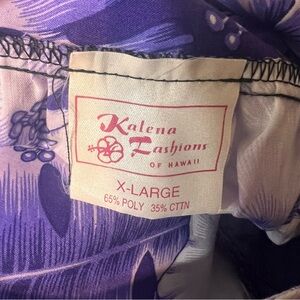 Kalena
Fashions
OF HAWAII
X-LARGE
65% POLY 35% CTTN